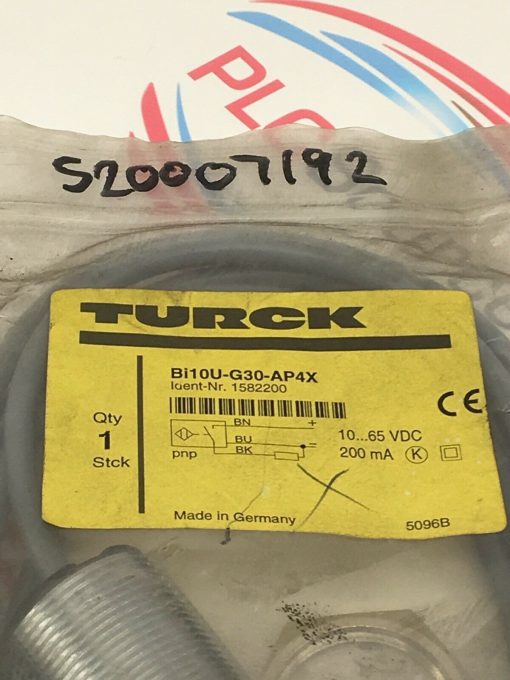 PLC
S20007192
TURCK
Bi10U-G30-AP4X
Ident-Nr. 1582200
CE
Qty
1
Stck
BN +
BU −
BK
pnp
10...65 VDC
200 mA K
Made in Germany
5096B